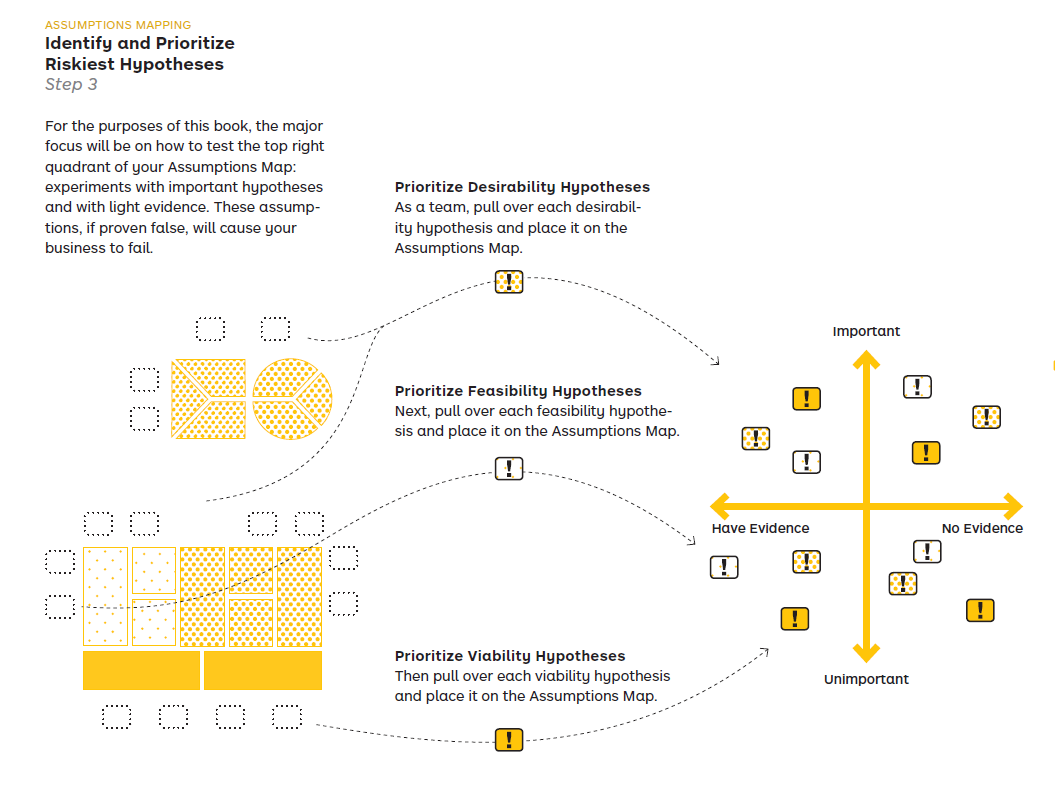 ASSUMPTIONS MAPPING
Identify and Prioritize
Riskiest Hypotheses
Step 3
For the purposes of this book, the major
focus will be on how to test the top right
quadrant of your Assumptions Map:
experiments with important hypotheses
and with light evidence. These assump-
tions, if proven false, will cause your
business to fail.
Prioritize Desirability Hypotheses
As a team, pull over each desirabil-
ity hypothesis and place it on the
Assumptions Map.
!
Prioritize Feasibility Hypotheses
Next, pull over each feasibility hypothe-
sis and place it on the Assumptions Map.
!
Prioritize Viability Hypotheses
Then pull over each viability hypothesis
and place it on the Assumptions Map.
!
Important
!
!
!
!
!
!
Have Evidence
No Evidence
!
!
!
!
!
!
Unimportant